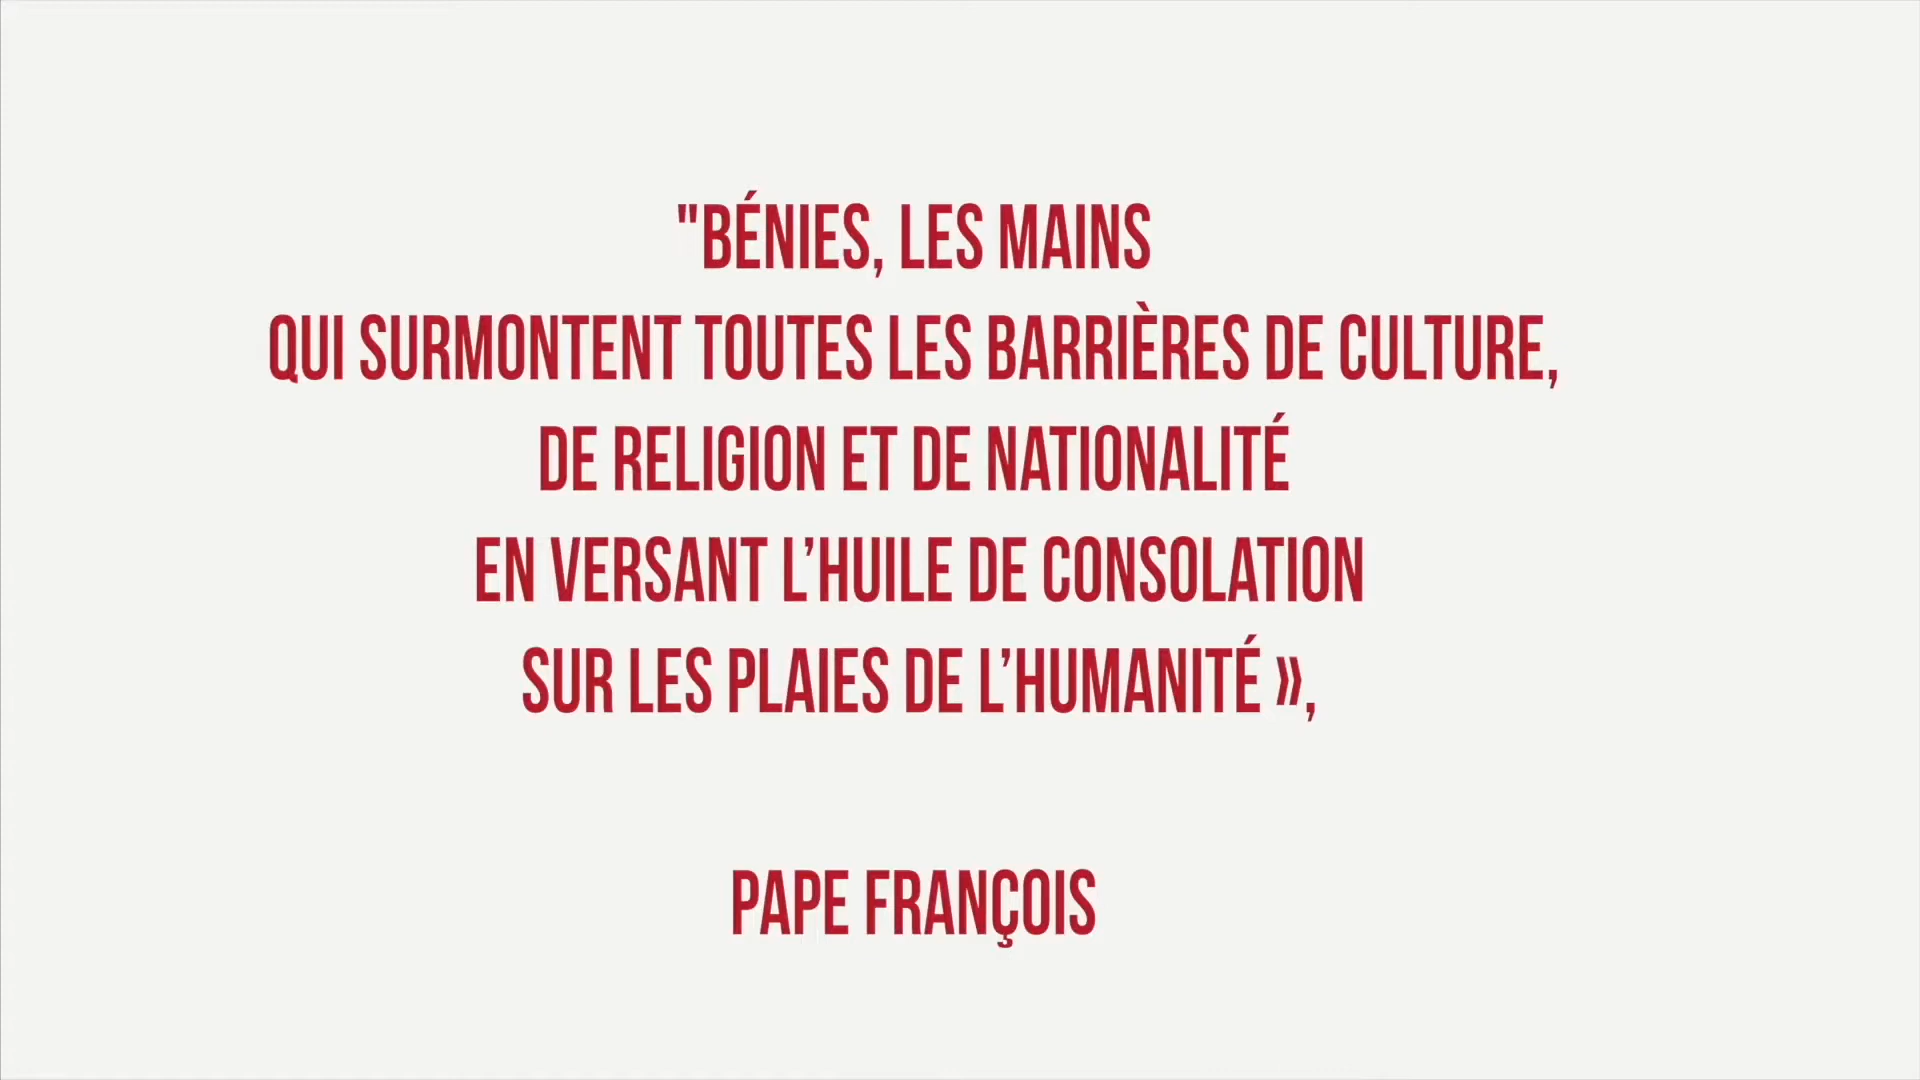 "BÉNIES, LES MAINS
QUI SURMONTENT TOUTES LES BARRIÈRES DE CULTURE,
DE RELIGION ET DE NATIONALITÉ
EN VERSANT L’HUILE DE CONSOLATION
SUR LES PLAIES DE L’HUMANITÉ »,
PAPE FRANÇOIS